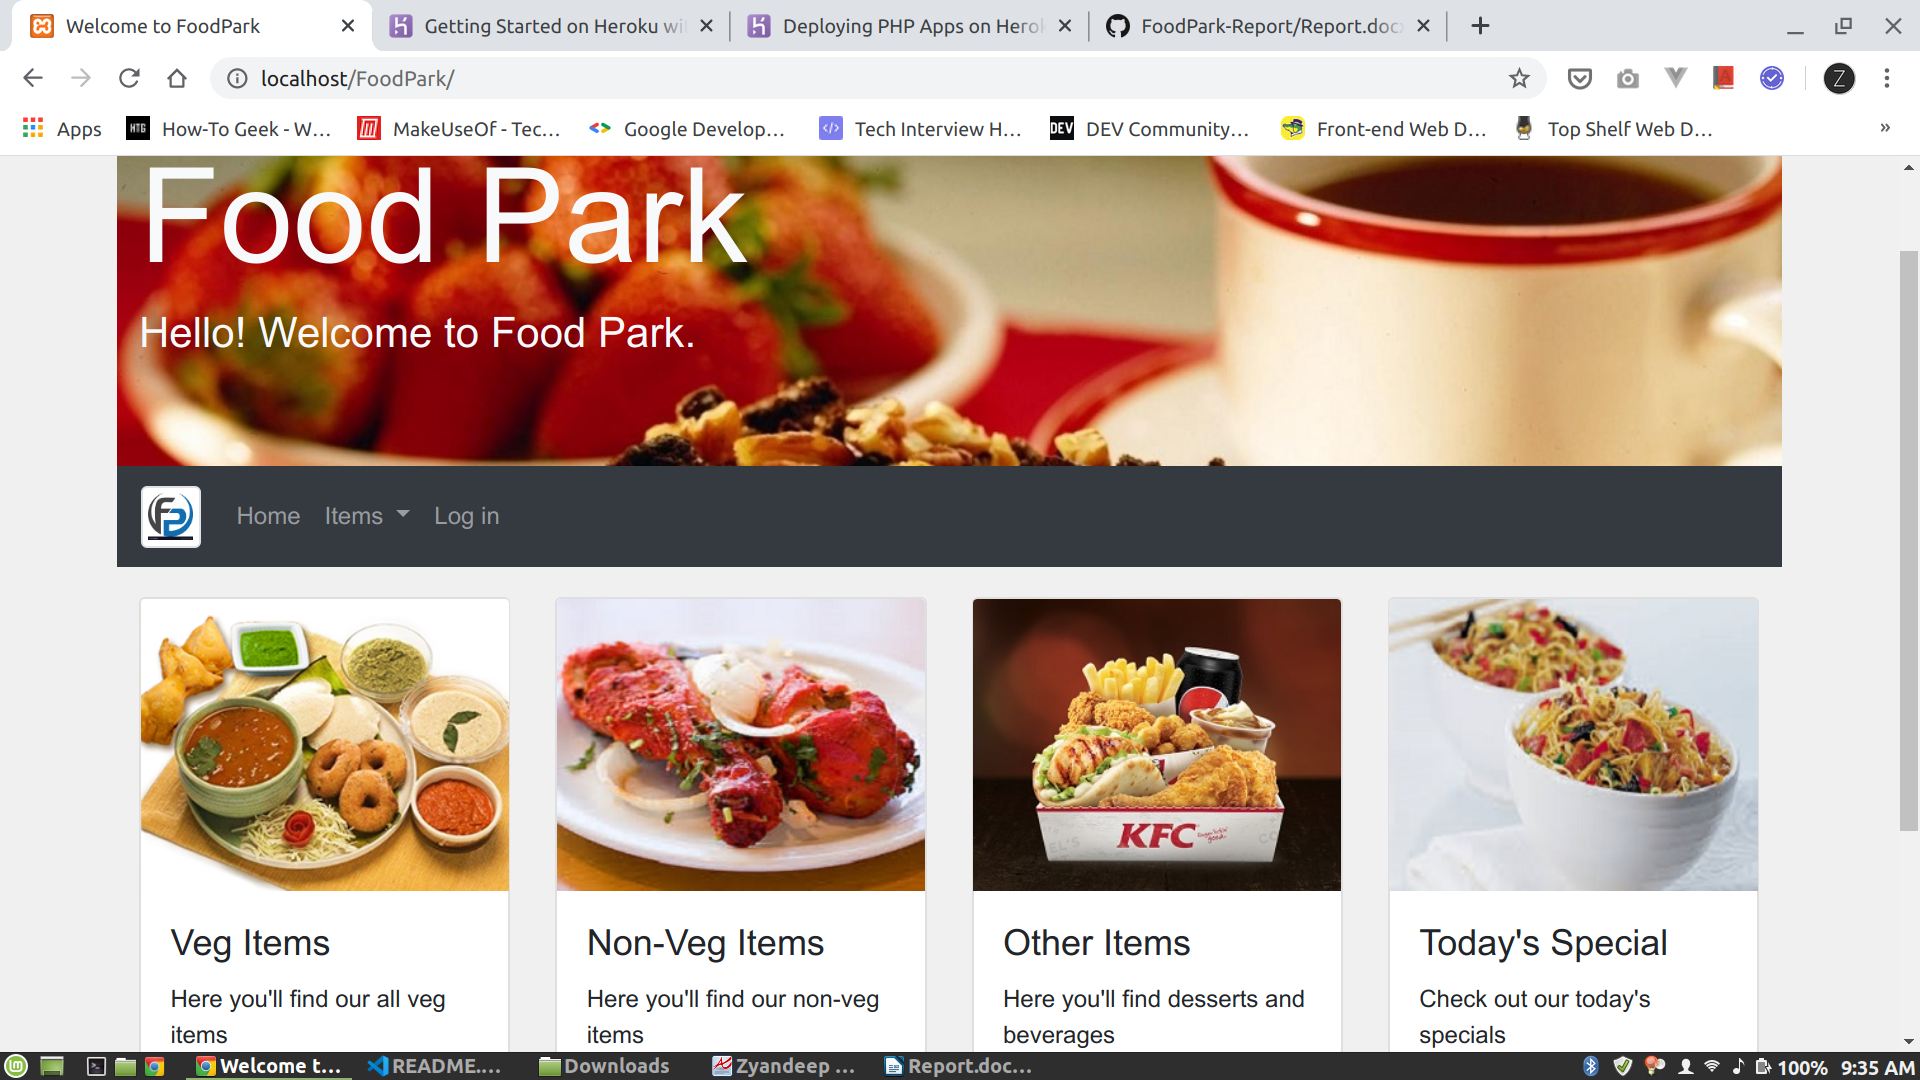 Welcome to FoodPark
Getting Started on Heroku wi
Deploying PHP Apps on Herok
FoodPark-Report/Report.doc
localhost/FoodPark/
Z
Apps
HTG
How-To Geek - W...
MakeUseOf - Tec...
Google Develop...
Tech Interview H...
DEV
DEV Community...
Front-end Web D...
Top Shelf Web D...
»
Food Park
Hello! Welcome to Food Park.
FP
Home
Items
Log in
KFC
Veg Items
Non-Veg Items
Other Items
Today's Special
Here you'll find our all veg
items
Here you'll find our non-veg
items
Here you'll find desserts and
beverages
Check out our today's
specials
Welcome t...
README....
Downloads
Zyandeep ...
Report.doc...
100%
9:35 AM